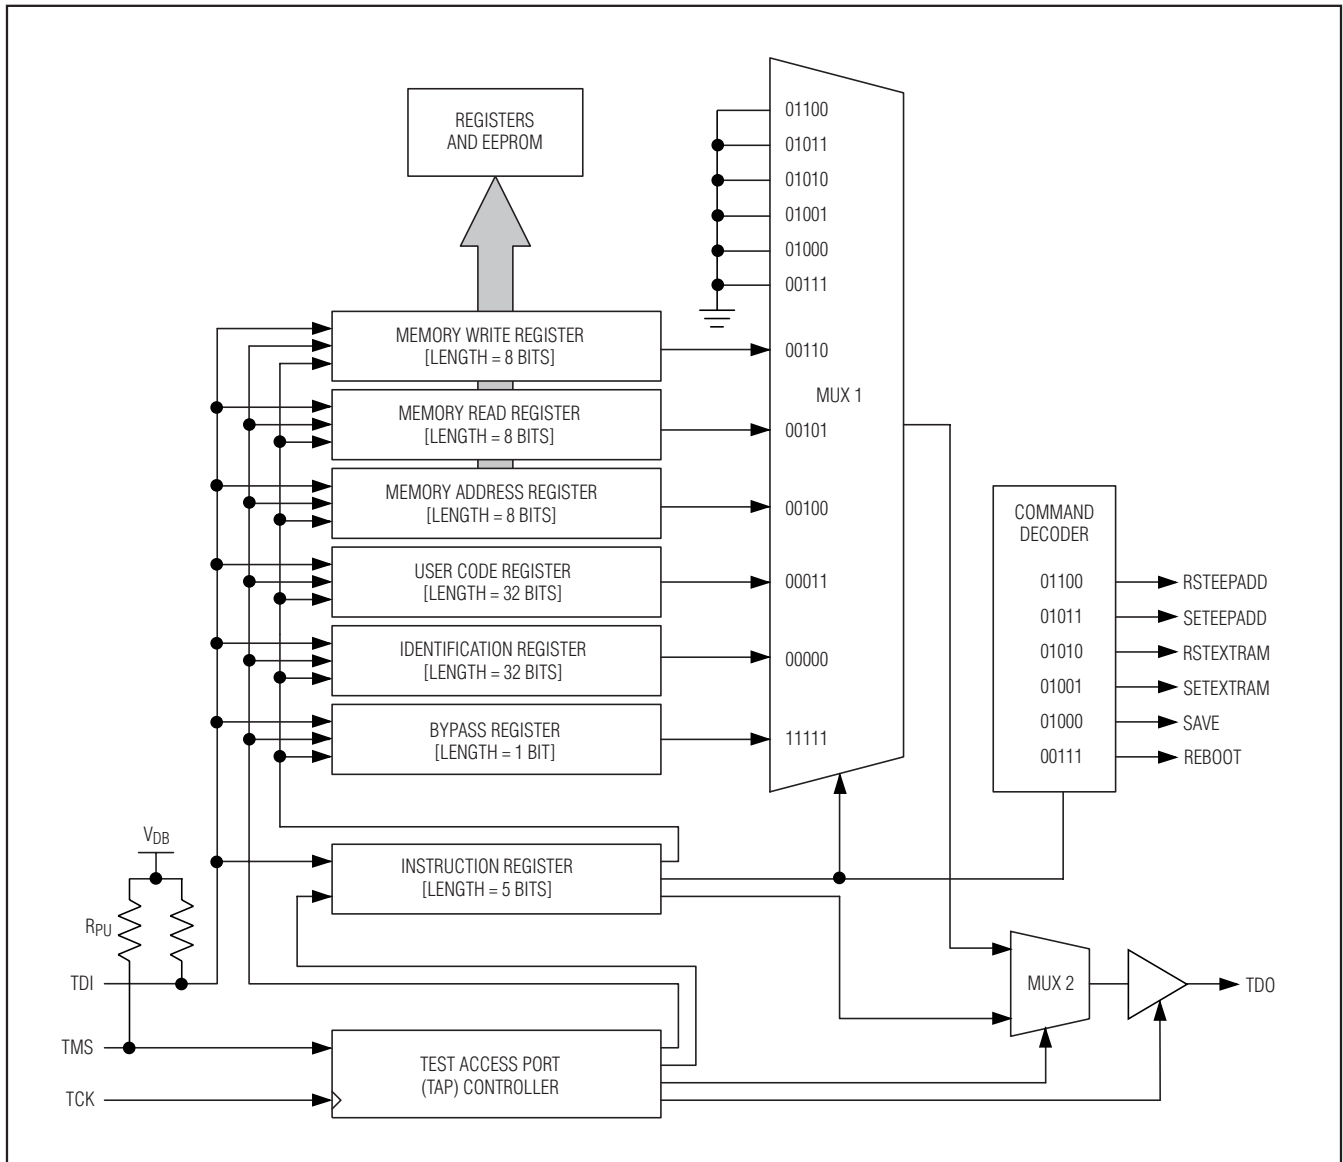 REGISTERS
AND EEPROM
01100
01011
01010
01001
01000
00111
MEMORY WRITE REGISTER
[LENGTH = 8 BITS]
00110
MUX 1
MEMORY READ REGISTER
[LENGTH = 8 BITS]
00101
MEMORY ADDRESS REGISTER
[LENGTH = 8 BITS]
00100
USER CODE REGISTER
[LENGTH = 32 BITS]
00011
IDENTIFICATION REGISTER
[LENGTH = 32 BITS]
00000
BYPASS REGISTER
[LENGTH = 1 BIT]
11111
COMMAND
DECODER
01100 RSTEEPADD
01011 SETEEPADD
01010 RSTEXTRAM
01001 SETEXTRAM
01000 SAVE
00111 REBOOT
VDB
INSTRUCTION REGISTER
[LENGTH = 5 BITS]
RPU
TDI
MUX 2
TDO
TMS
TEST ACCESS PORT
(TAP) CONTROLLER
TCK